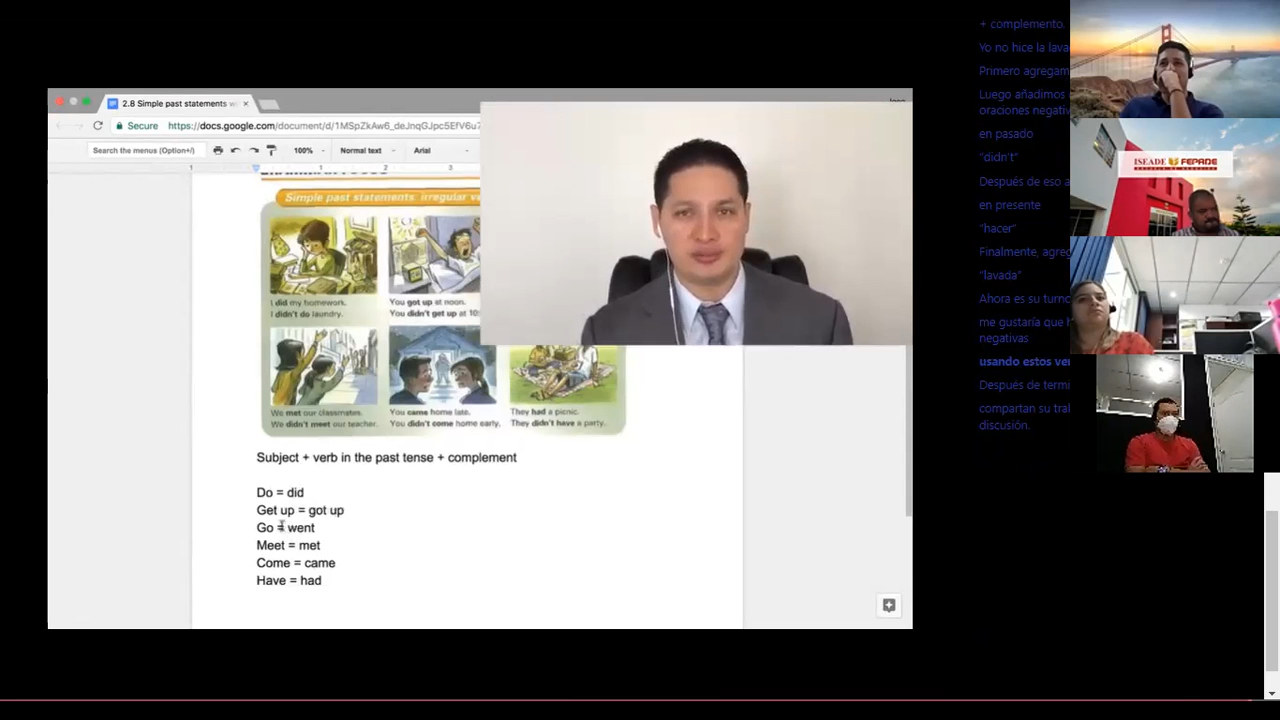 2.8 Simple past statements w
Secure
https://docs.google.com/document/d/1MSpZkAw6_deJnqGJpc5EfV6u7
Search the menus (Option+/)
100%
Normal text
Arial
1 1 2 3
Simple past statements: irregular
I did my homework.
I didn't do laundry.
You got up at noon.
You didn't get up at 10
We met our classmates.
We didn't meet our teacher.
You came home late.
You didn't come home early.
They had a picnic.
They didn't have a party.
Subject + verb in the past tense + complement
Do = did
Get up = got up
Go = went
Meet = met
Come = came
Have = had
+ complemento
Yo no hice la lava
Primero agregam
Luego añadimos
oraciones negativ
en pasado
"didn't"
Después de eso a
en presente
"hacer"
Finalmente, agreg
"lavada"
Ahora es su turno
me gustaría que h
negativas
usando estos ver
Después de termi
compartan su tral
discusión.
ISEADE FEPADE